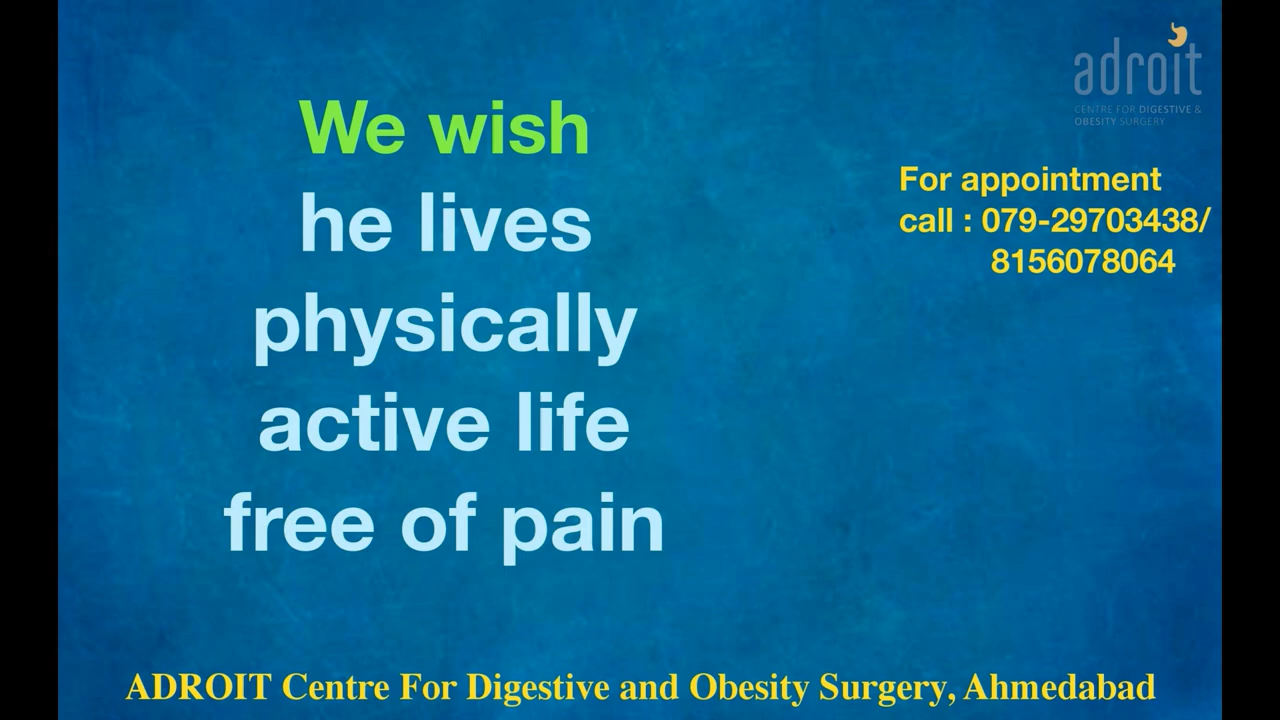 We wish
he lives
physically
active life
free of pain
adroit
CENTRE FOR DIGESTIVE &
OBESITY SURGERY
For appointment
call : 079-29703438/
8156078064
ADROIT Centre For Digestive and Obesity Surgery, Ahmedabad